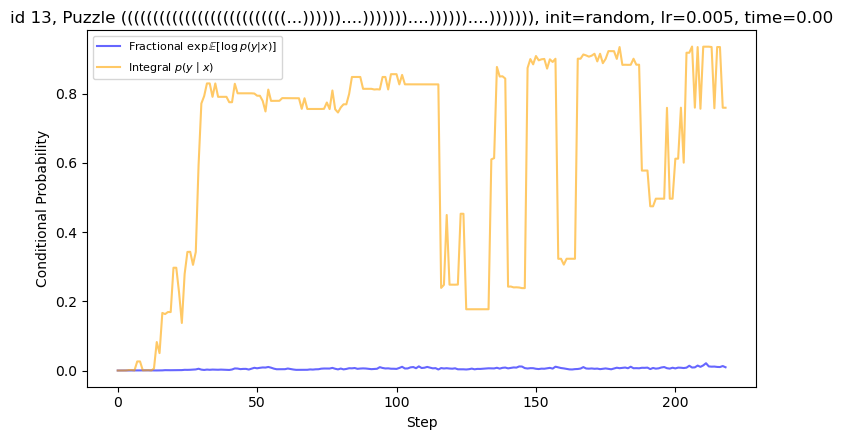 id 13, Puzzle ((((((((((((((((((((((((((...))))))....)))))))....))))))....))))))), init=random, lr=0.005, time=0.00
Fractional exp𝔼[log p(y|x)]
Integral p(y | x)
Conditional Probability
0.8
0.6
0.4
0.2
0.0
0 50 100 150 200
Step